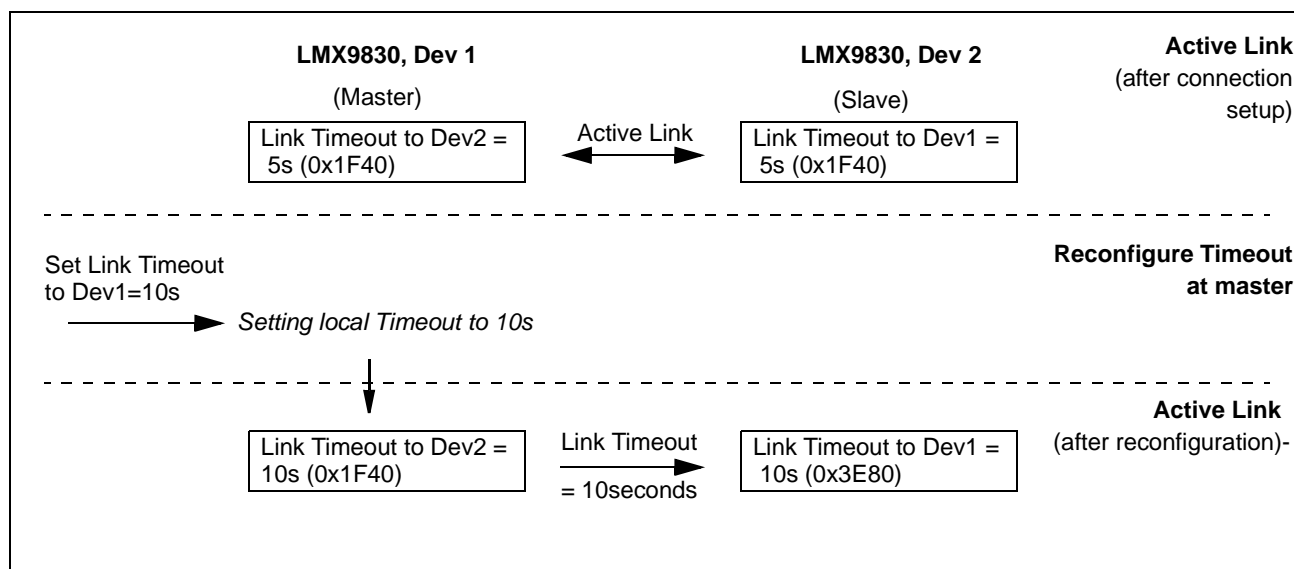 LMX9830, Dev 1
(Master)
LMX9830, Dev 2
(Slave)
Active Link
(after connection
setup)
Link Timeout to Dev2 =
5s (0x1F40)
Active Link
Link Timeout to Dev1 =
5s (0x1F40)
Set Link Timeout
to Dev1=10s
Setting local Timeout to 10s
Reconfigure Timeout
at master
Link Timeout to Dev2 =
10s (0x1F40)
Link Timeout
= 10seconds
Link Timeout to Dev1 =
10s (0x3E80)
Active Link
(after reconfiguration)-